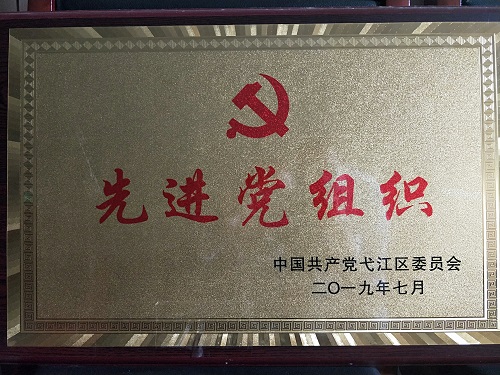 先进党组织
中国共产党弋江区委员会
二〇一九年七月